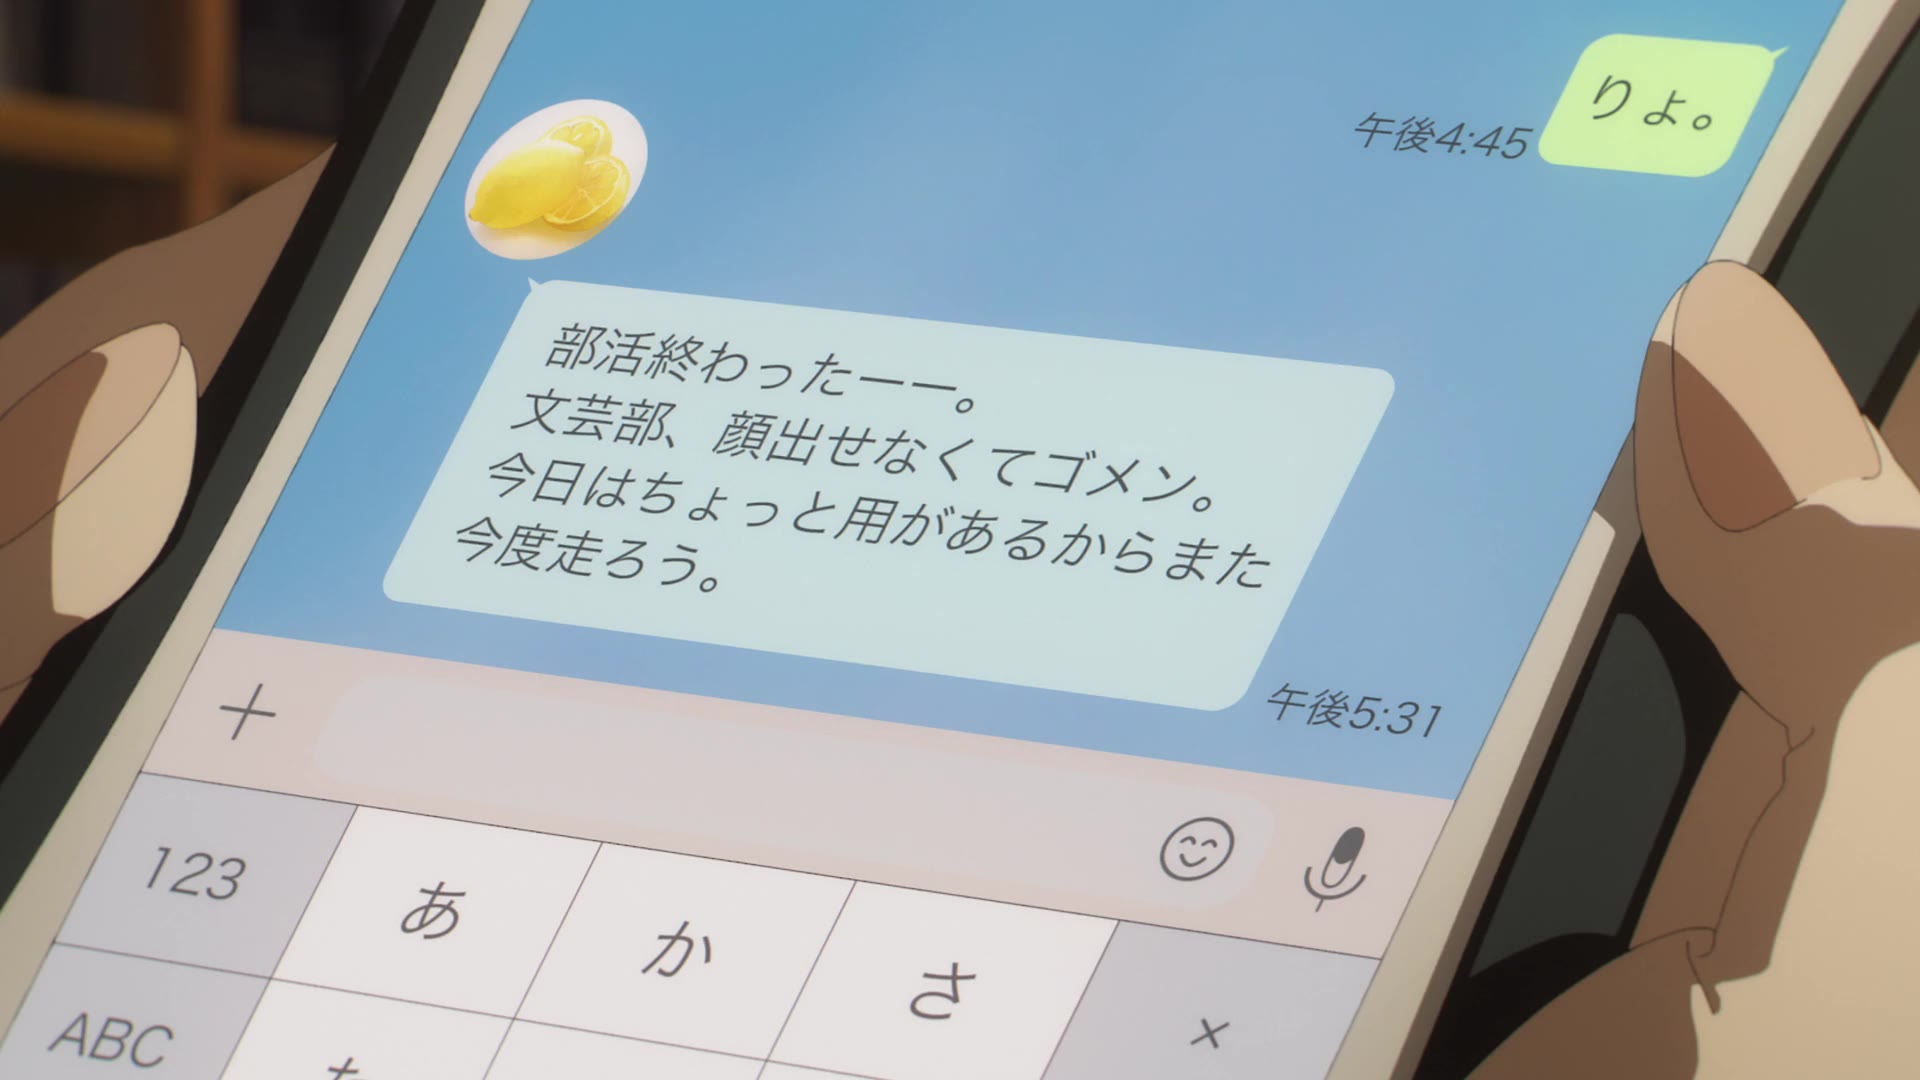 りょ。
午後4:45
部活終わったーー。
文芸部、顔出せなくてゴメン。
今日はちょっと用があるからまた
今度走ろう。
午後5:31
123
あ
か
さ
×
ABC
た